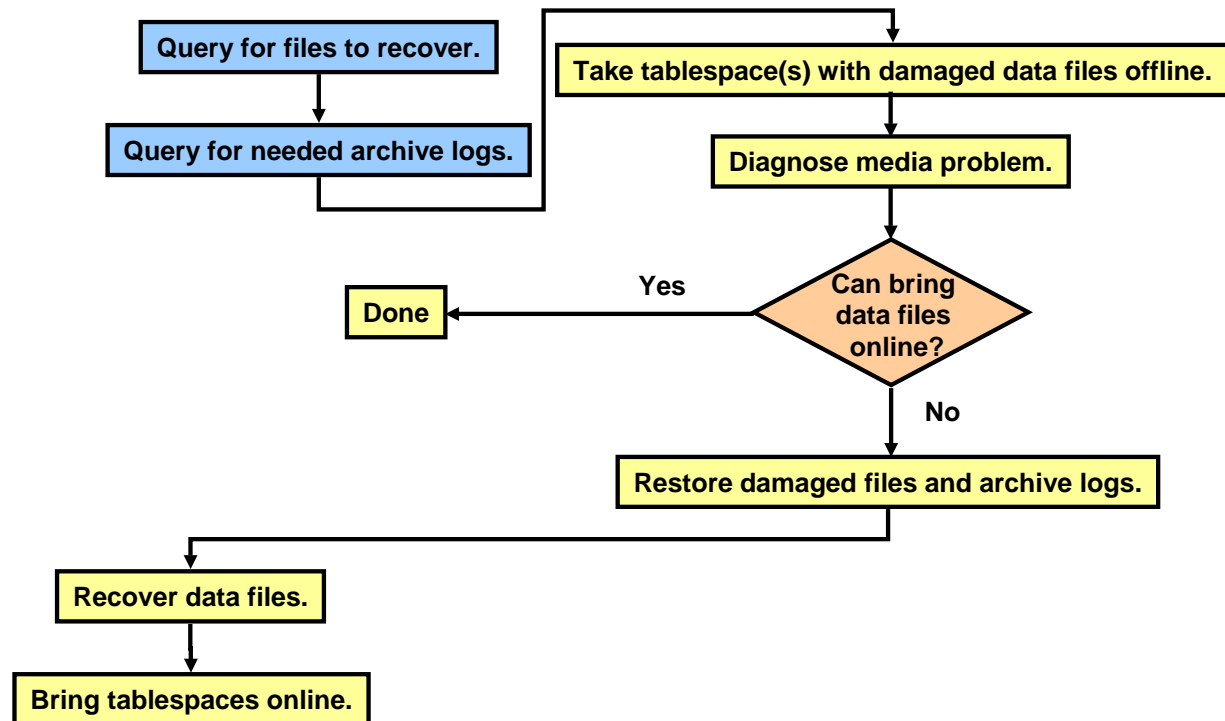 Query for files to recover.
Query for needed archive logs.
Take tablespace(s) with damaged data files offline.
Diagnose media problem.
Can bring
data files
online?
Yes
Done
No
Restore damaged files and archive logs.
Recover data files.
Bring tablespaces online.